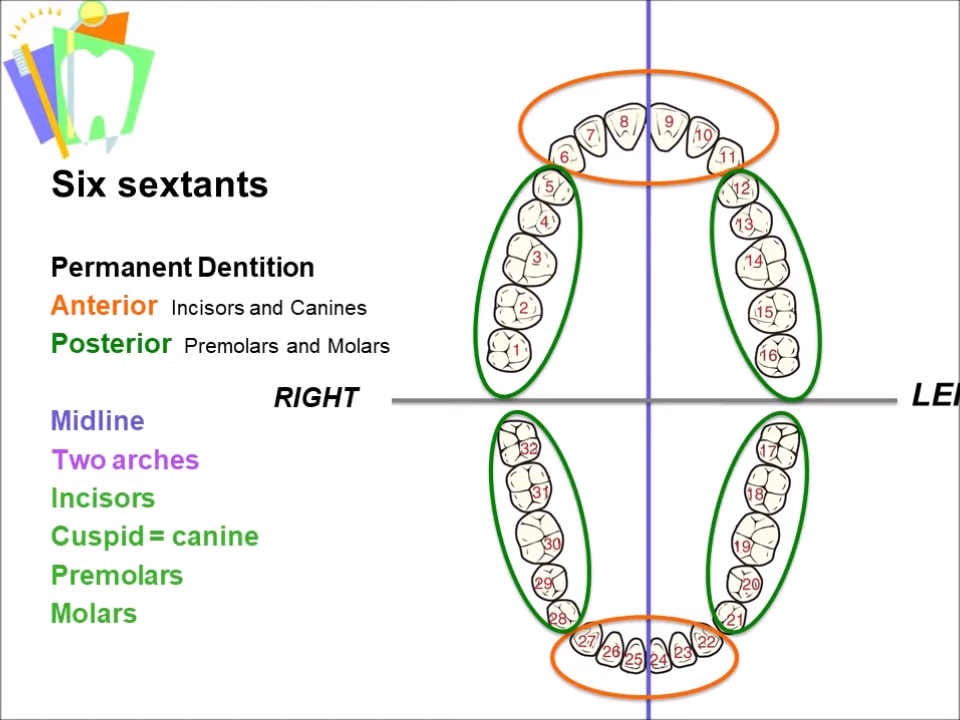 Six sextants
Permanent Dentition
Anterior Incisors and Canines
Posterior Premolars and Molars
RIGHT
Midline
Two arches
Incisors
Cuspid = canine
Premolars
Molars
8 9
7 10
6 11
5 12
4 13
3 14
2 15
1 16
LEI
32 17
31 18
30 19
29 20
28 21
27 22
26 25 24 23